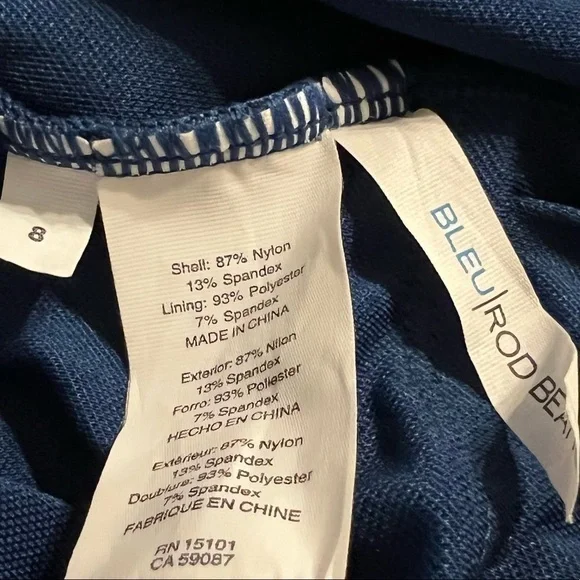 8
Shell: 87% Nylon
13% Spandex
Lining: 93% Polyester
7% Spandex
MADE IN CHINA
Exterior: 87% Nilon
13% Spandex
Forro: 93% Poliester
7% Spandex
HECHO EN CHINA
Extérieur: 87% Nylon
13% Spandex
Doublure: 93% Polyester
7% Spandex
FABRIQUE EN CHINE
RN 15101
CA 59087
BLEU|ROD